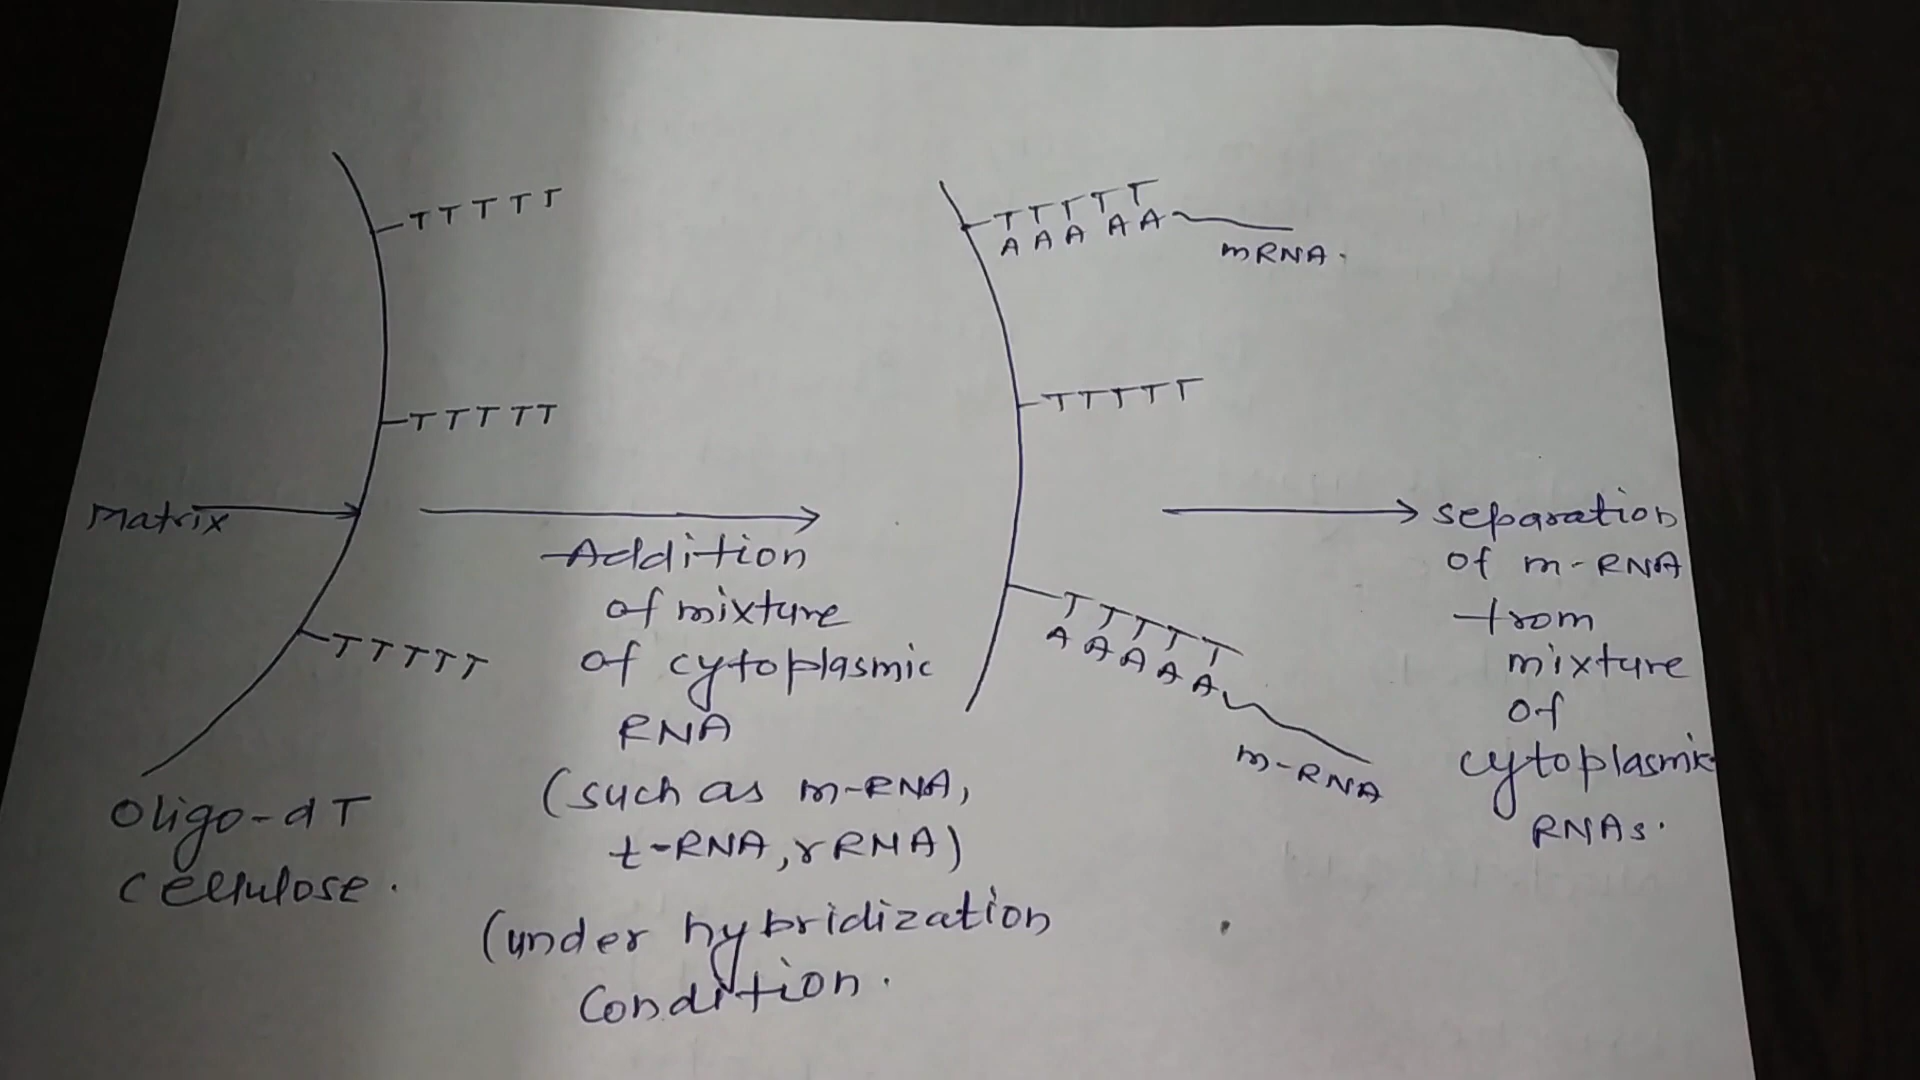 -TTTTT
-TTTTT
Matrix
-TTTTT
Oligo-dT
Cellulose.
Addition
of mixture
of cytoplasmic
RNA
(such as m-RNA,
t-RNA, rRNA)
(under hybridization
Condition.
-TTTTT
AAAAA
mRNA.
-TTTTT
-TTTTT
AAAAA
m-RNA
separation
of m-RNA
from
mixture
of
cytoplasmic
RNAs.